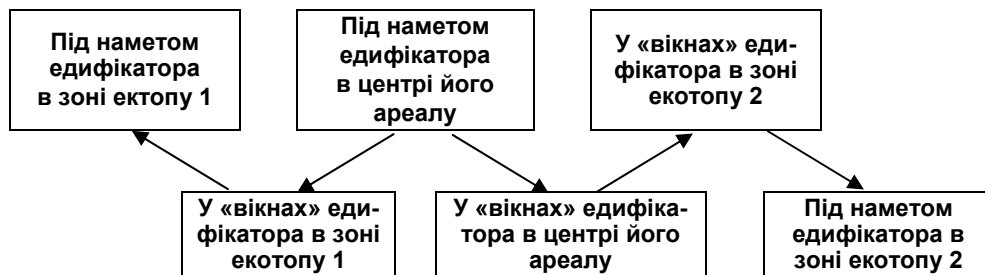 Під наметом
едифікатора
в зоні ектопу 1
Під наметом
едифікатора
в центрі його
ареалу
У «вікнах» еди-
фікатора в зоні
екотопу 2
У «вікнах» еди-
фікатора в зоні
екотопу 1
У «вікнах» едифіка-
тора в центрі його
ареалу
Під наметом
едифікатора в
зоні екотопу 2